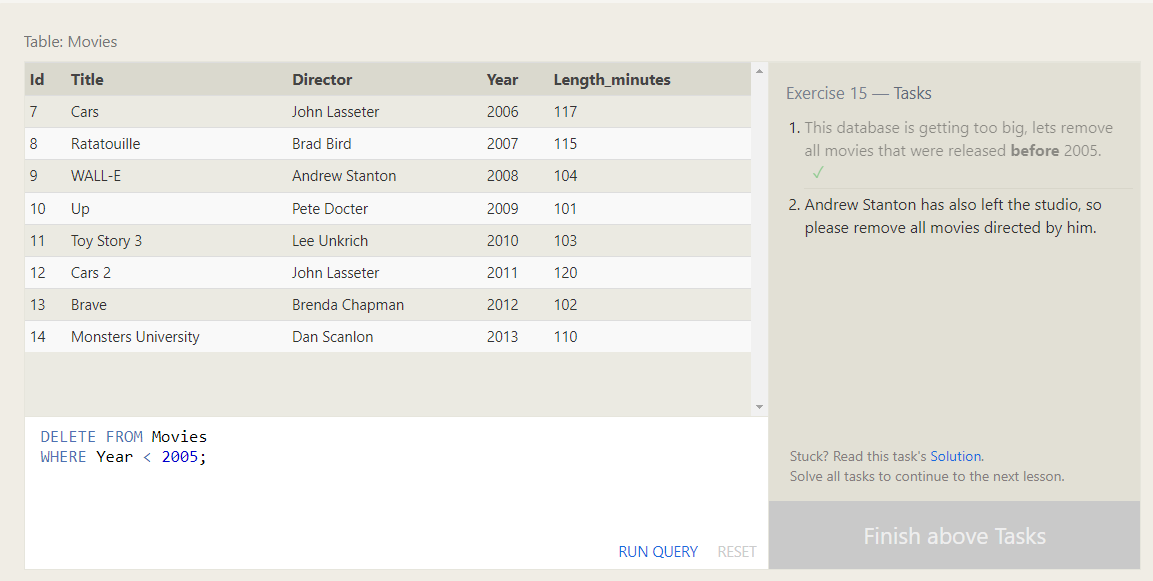 Table: Movies
Id Title Director Year Length_minutes
7 Cars John Lasseter 2006 117
8 Ratatouille Brad Bird 2007 115
9 WALL-E Andrew Stanton 2008 104
10 Up Pete Docter 2009 101
11 Toy Story 3 Lee Unkrich 2010 103
12 Cars 2 John Lasseter 2011 120
13 Brave Brenda Chapman 2012 102
14 Monsters University Dan Scanlon 2013 110
DELETE FROM Movies
WHERE Year < 2005;
RUN QUERY RESET
Exercise 15 — Tasks
1. This database is getting too big, lets remove
all movies that were released before 2005.
✓
2. Andrew Stanton has also left the studio, so
please remove all movies directed by him.
Stuck? Read this task's Solution.
Solve all tasks to continue to the next lesson.
Finish above Tasks